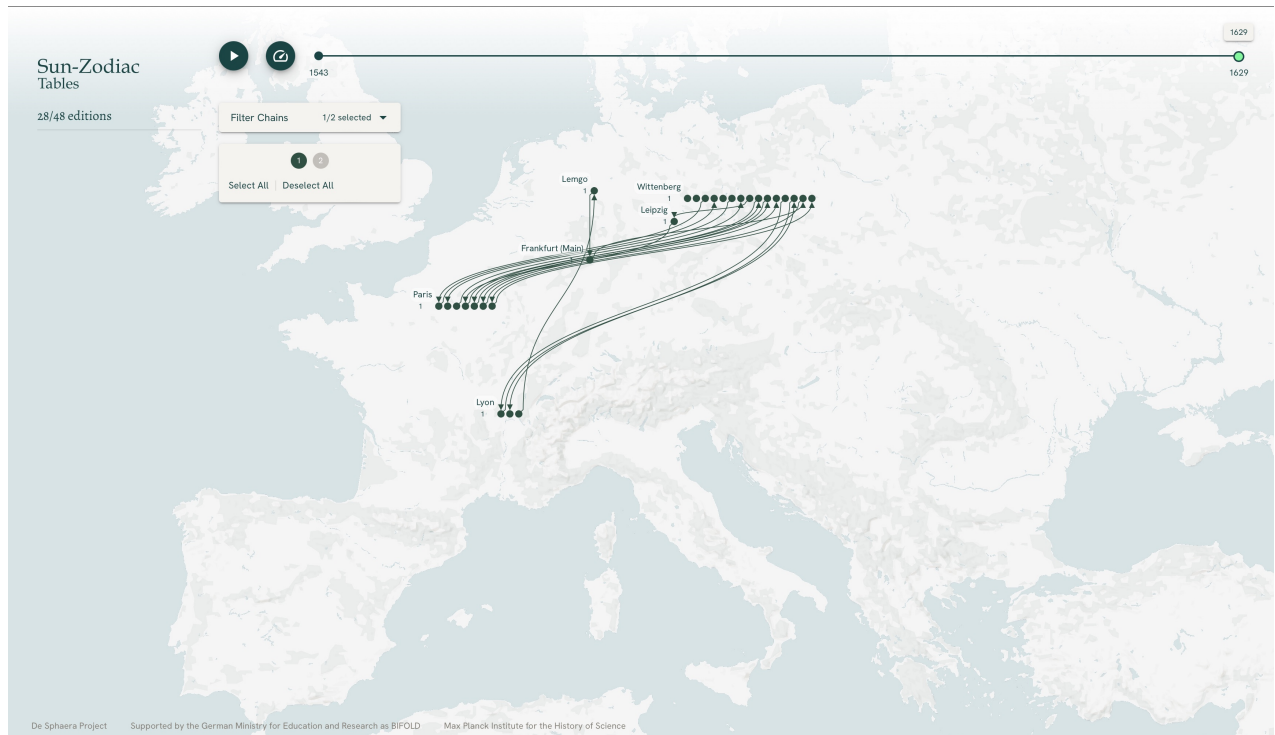 1629
Sun-Zodiac
Tables
1543
1629
28/48 editions
Filter Chains 1/2 selected
1 2
Select All Deselect All
Lemgo
1
Wittenberg
1
Leipzig
1
Frankfurt (Main)
Paris
1
Lyon
1
De Sphaera Project Supported by the German Ministry for Education and Research as BIFOLD Max Planck Institute for the History of Science